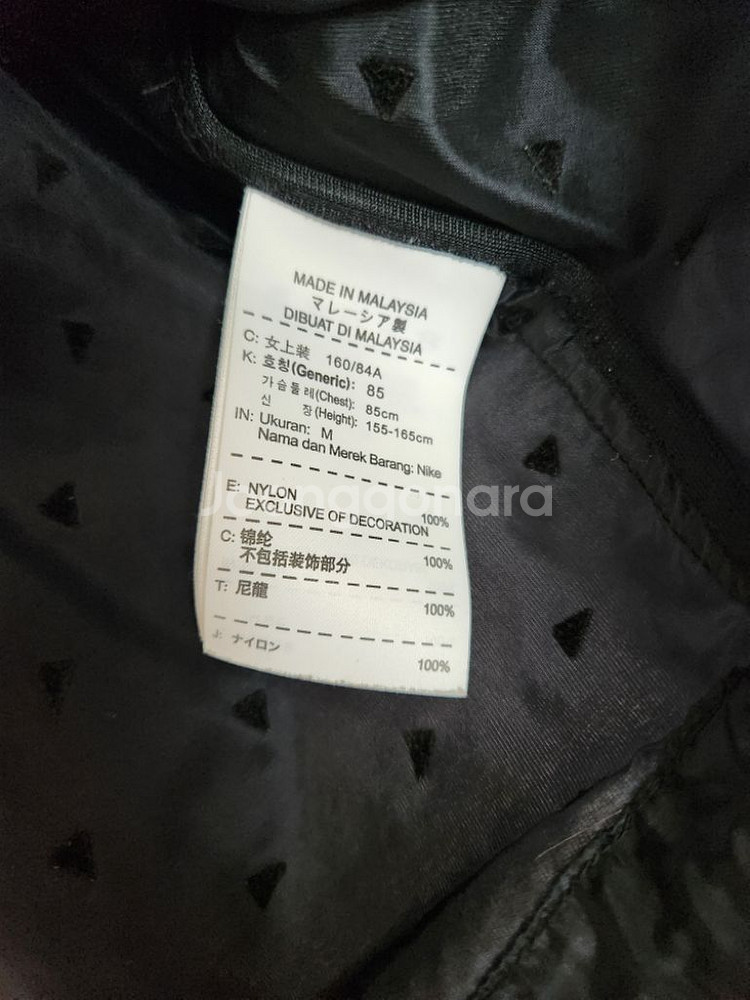 MADE IN MALAYSIA
マレーシア製
DIBUAT DI MALAYSIA
C: 女上装 160/84A
K: 호칭(Generic): 85
가슴둘레(Chest): 85cm
신 장(Height): 155-165cm
IN: Ukuran: M
Nama dan Merek Barang: Nike
E: NYLON 100%
EXCLUSIVE OF DECORATION
C: 锦纶 100%
不包括装饰部分
T: 尼龍 100%
J: ナイロン 100%
Joonggonara